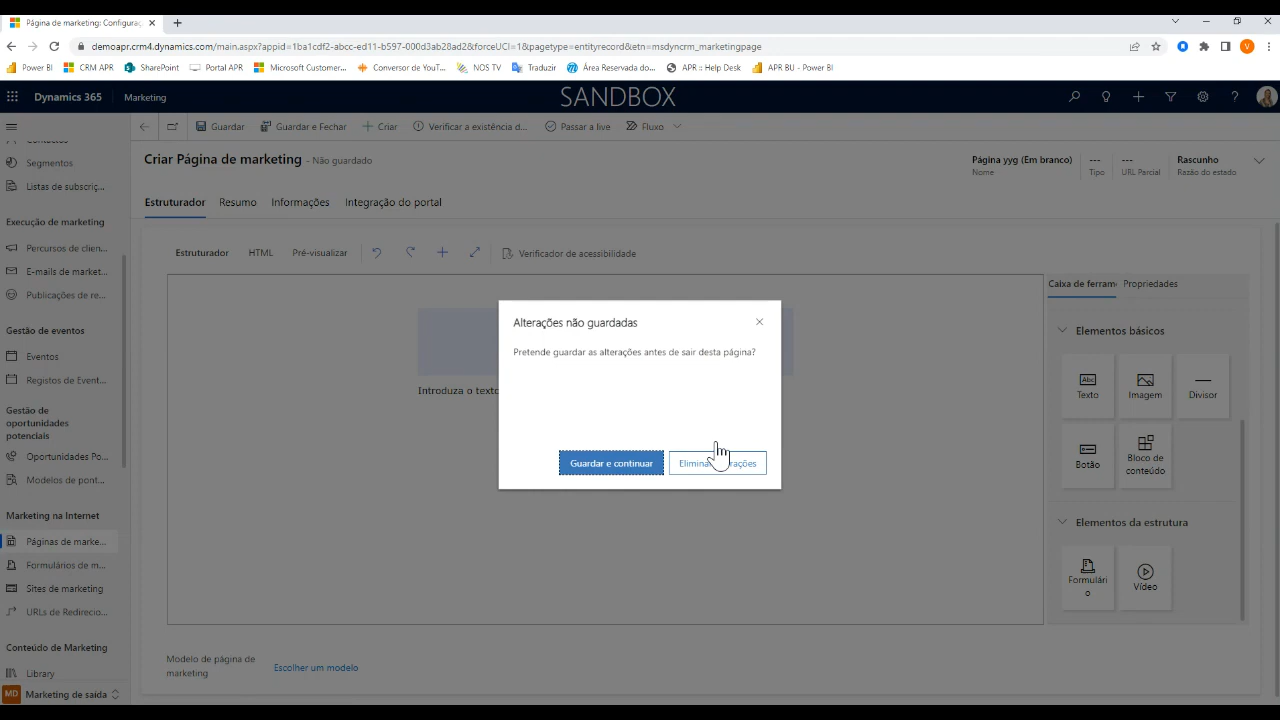 Página de marketing: Configuraç
demoapr.crm4.dynamics.com/main.aspx?appid=1ba1cdf2-abcc-ed11-b597-000d3ab28ad2&forceUCI=1&pagetype=entityrecord&etn=msdyncrm_marketingpage
V
Power BI
CRM APR
SharePoint
Portal APR
Microsoft Customer...
Conversor de YouT...
NOS TV
Traduzir
Área Reservada do...
APR :: Help Desk
APR BU - Power BI
Dynamics 365
Marketing
SANDBOX
Guardar
Guardar e Fechar
Criar
Verificar a existência d...
Passar a live
Fluxo
Criar Página de marketing - Não guardado
Página yyg (Em branco)
Nome
---
Tipo
---
URL Parcial
Rascunho
Razão do estado
Estruturador
Resumo
Informações
Integração do portal
Segmentos
Listas de subscriç...
Execução de marketing
Percursos de clien...
E-mails de market...
Publicações de re...
Gestão de eventos
Eventos
Registos de Event...
Gestão de
oportunidades
potenciais
Oportunidades Po...
Modelos de pont...
Marketing na Internet
Páginas de marke...
Formulários de m...
Sites de marketing
URLs de Redirecio...
Conteúdo de Marketing
Library
MD
Marketing de saída
Estruturador
HTML
Pré-visualizar
Verificador de acessibilidade
Introduza o texto
Alterações não guardadas
Pretende guardar as alterações antes de sair desta página?
Guardar e continuar
Caixa de ferram
Propriedades
Elementos básicos
Abc
Texto
Imagem
Divisor
Botão
Bloco de
conteúdo
Elementos da estrutura
Formulári
o
Vídeo
Modelo de página de
marketing
Escolher um modelo